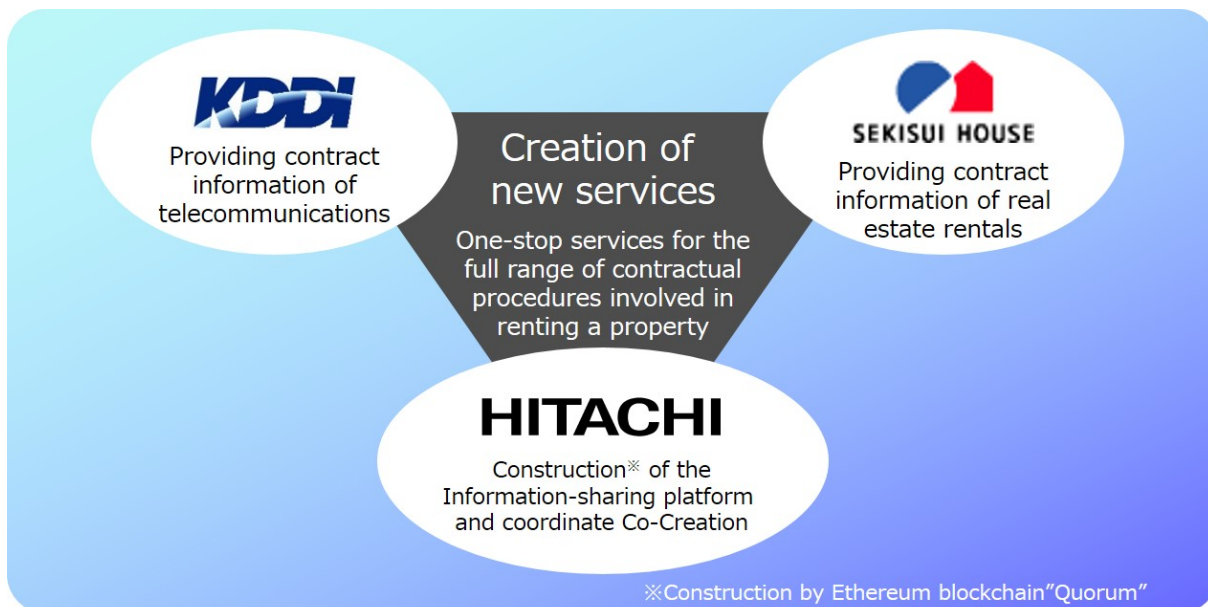 KDDI
Providing contract
information of
telecommunications
Creation of
new services
One-stop services for the
full range of contractual
procedures involved in
renting a property
SEKISUI HOUSE
Providing contract
information of real
estate rentals
HITACHI
Construction※ of the
Information-sharing platform
and coordinate Co-Creation
※Construction by Ethereum blockchain”Quorum”